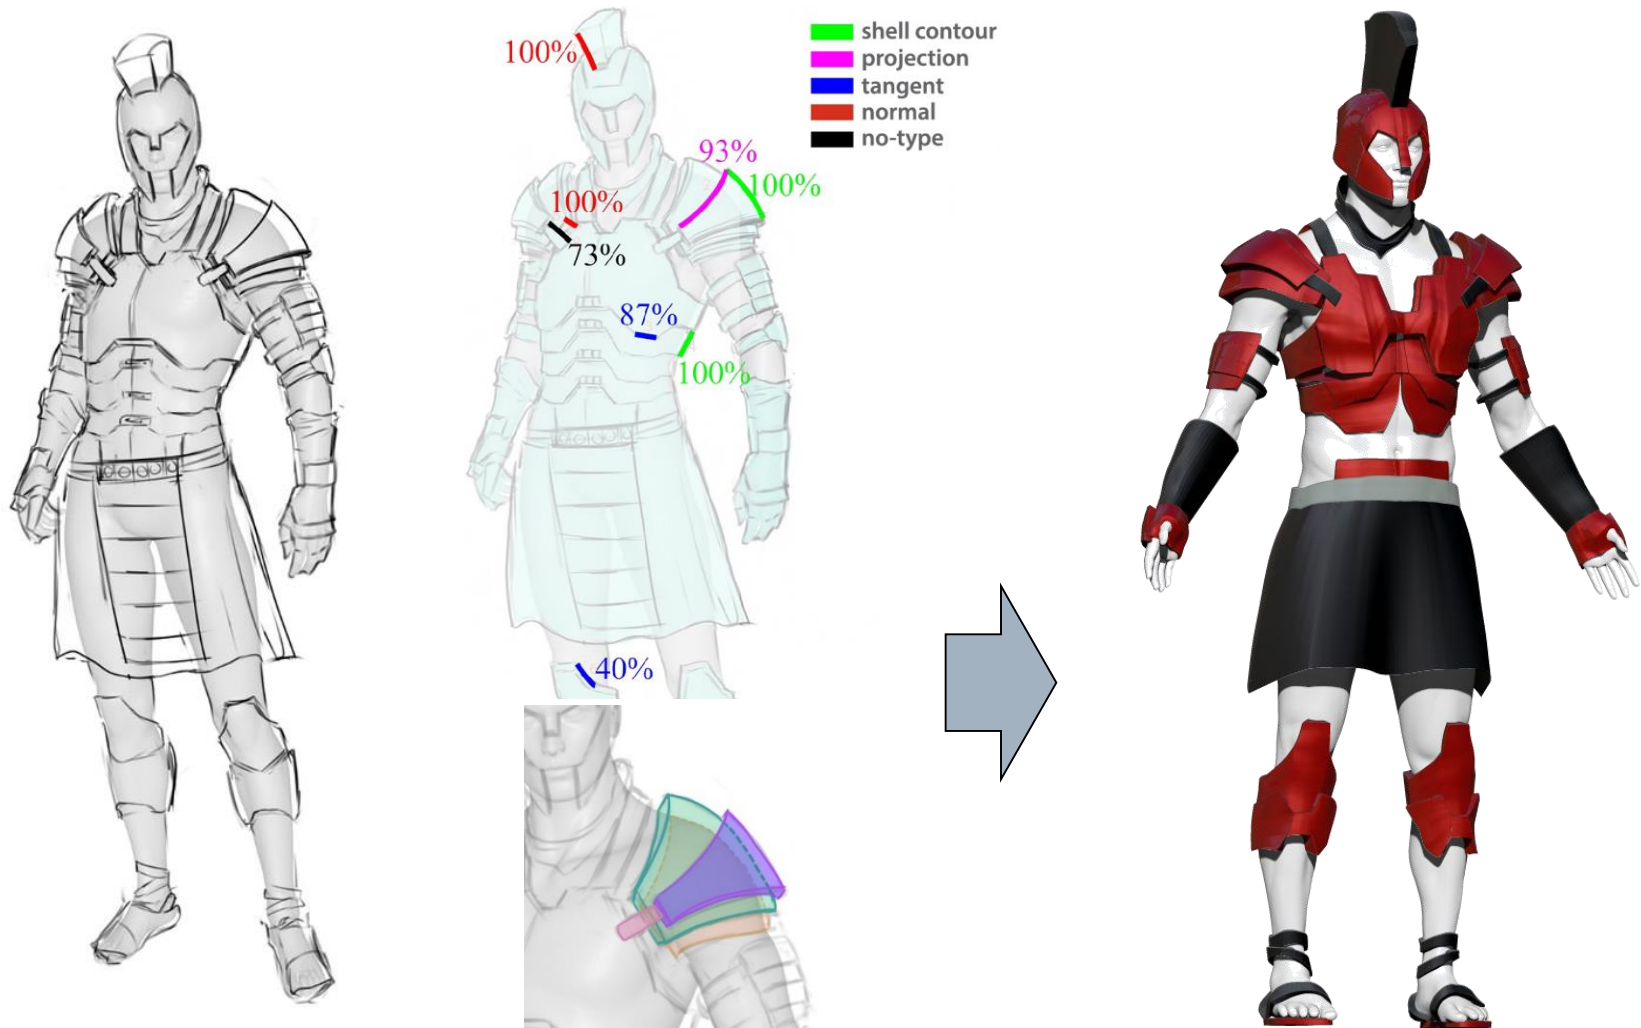 100%
shell contour
projection
tangent
normal
no-type
93%
100%
100%
73%
87%
100%
40%